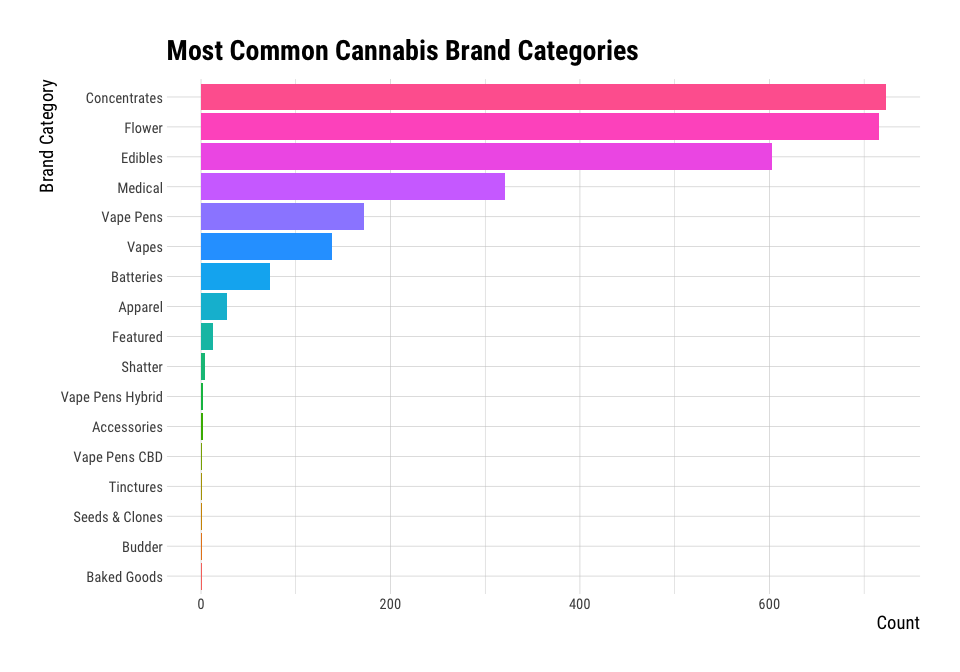 Most Common Cannabis Brand Categories
Brand Category
Concentrates
Flower
Edibles
Medical
Vape Pens
Vapes
Batteries
Apparel
Featured
Shatter
Vape Pens Hybrid
Accessories
Vape Pens CBD
Tinctures
Seeds & Clones
Budder
Baked Goods
0 200 400 600
Count